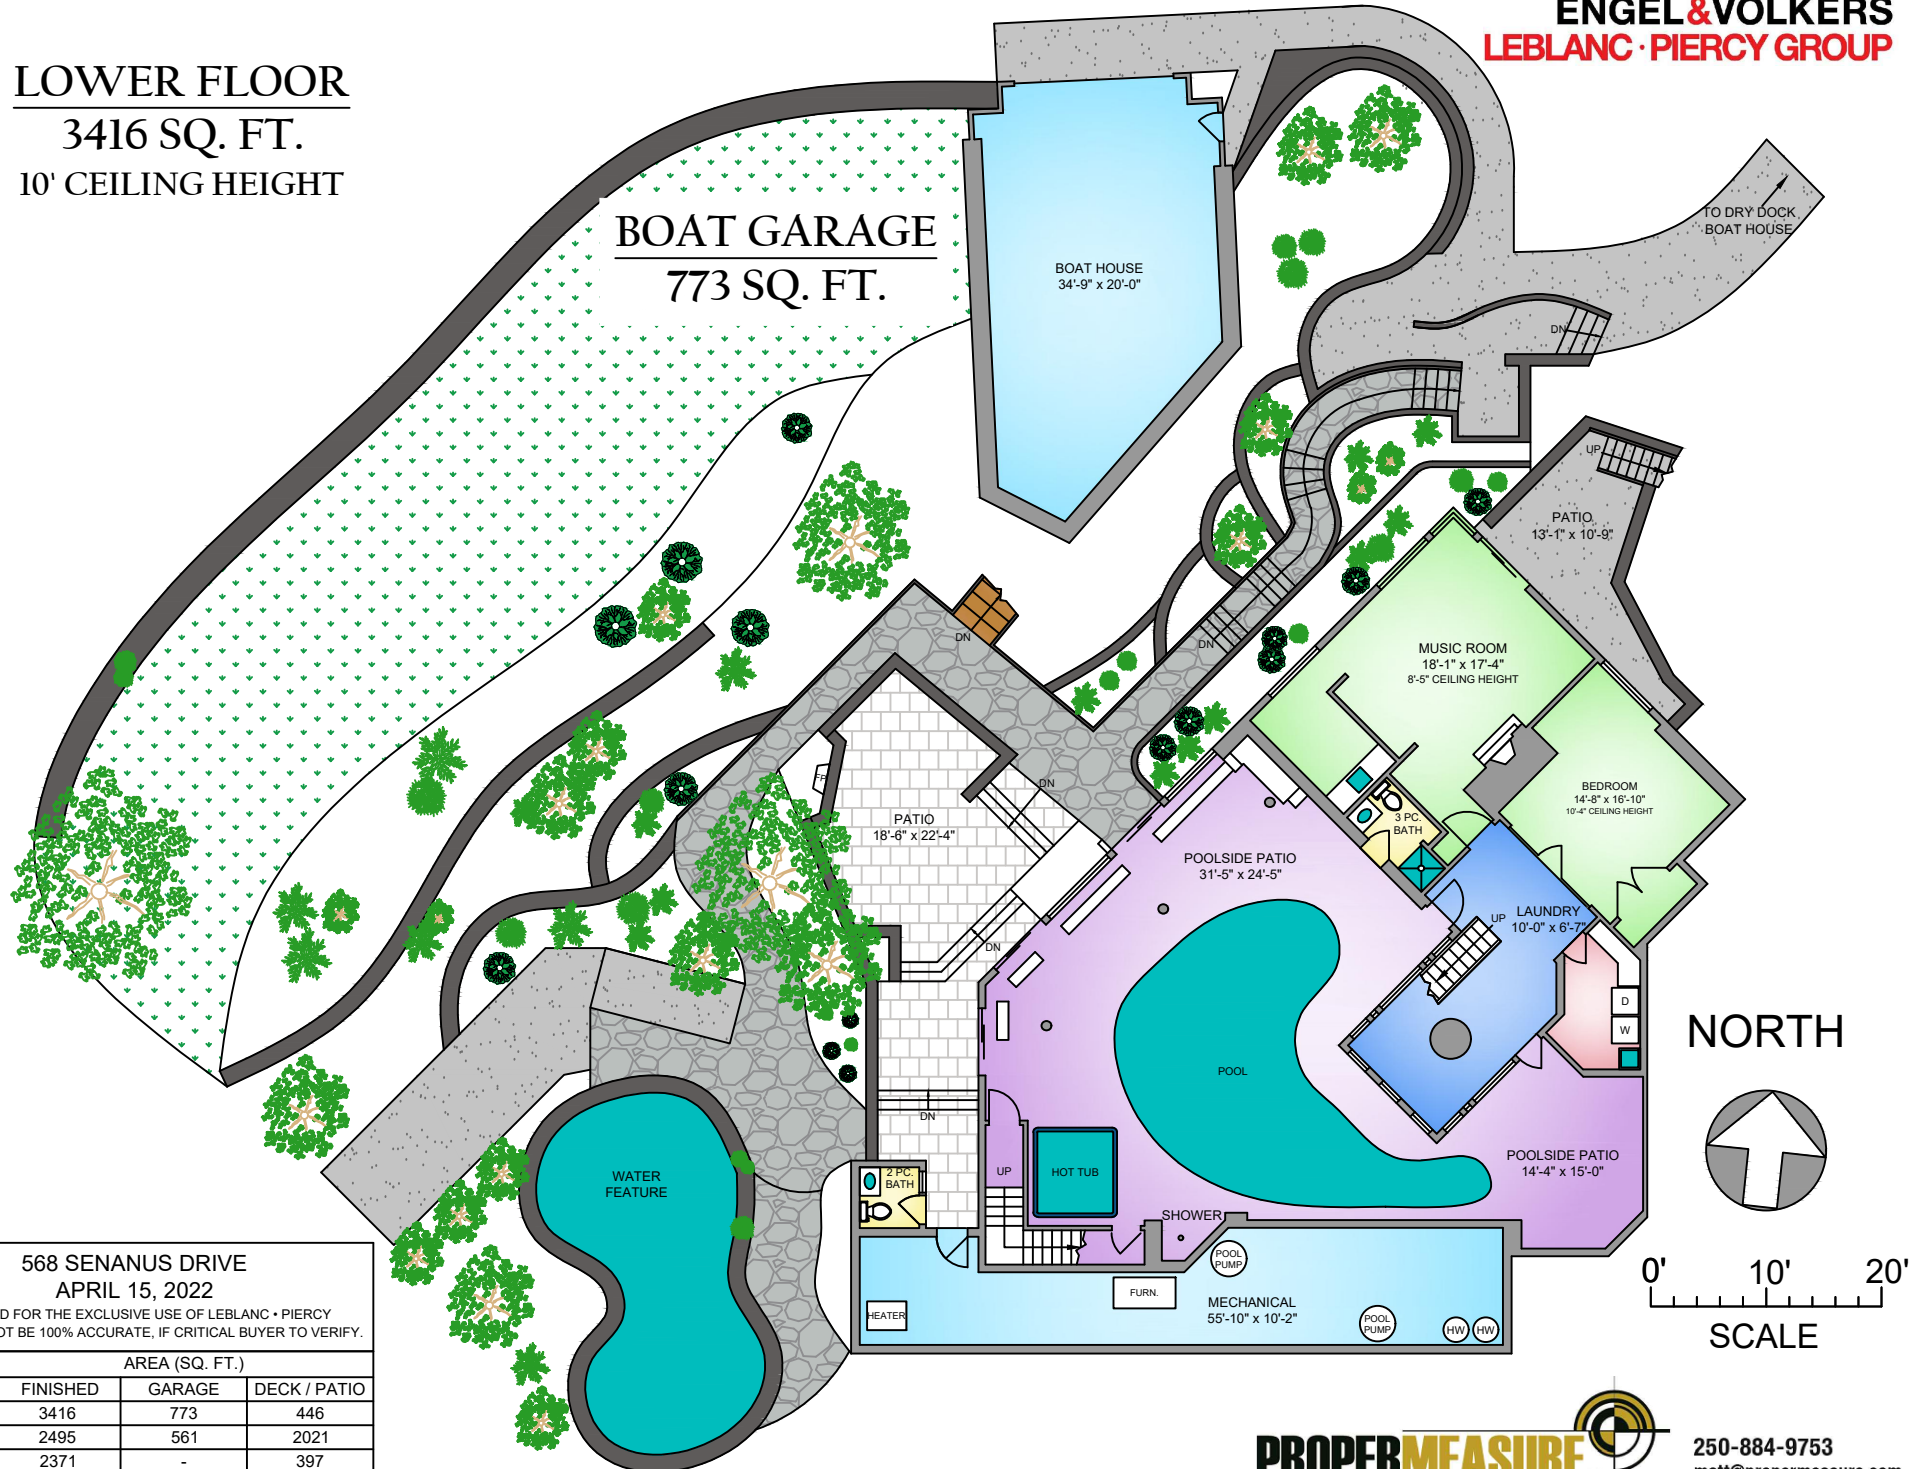 ENGEL&VOLKERS
LEBLANC · PIERCY GROUP
LOWER FLOOR
3416 SQ. FT.
10' CEILING HEIGHT
BOAT GARAGE
773 SQ. FT.
BOAT HOUSE
34'-9" x 20'-0"
TO DRY DOCK
BOAT HOUSE
DN
UP
PATIO
13'-1" x 10'-9"
MUSIC ROOM
18'-1" x 17'-4"
8'-5" CEILING HEIGHT
DN
DN
BEDROOM
14'-8" x 16'-10"
10'-4" CEILING HEIGHT
FP
DN
PATIO
18'-6" x 22'-4"
3 PC.
BATH
POOLSIDE PATIO
31'-5" x 24'-5"
UP
LAUNDRY
10'-0" x 6'-7"
DN
D
W
NORTH
POOL
DN
WATER
FEATURE
2 PC.
BATH
UP
HOT TUB
POOLSIDE PATIO
14'-4" x 15'-0"
SHOWER
POOL
PUMP
FURN.
HEATER
MECHANICAL
55'-10" x 10'-2"
POOL
PUMP
HW
HW
0' 10' 20'
SCALE
568 SENANUS DRIVE
APRIL 15, 2022
D FOR THE EXCLUSIVE USE OF LEBLANC • PIERCY
OT BE 100% ACCURATE, IF CRITICAL BUYER TO VERIFY.
AREA (SQ. FT.)
FINISHED GARAGE DECK / PATIO
3416 773 446
2495 561 2021
2371 - 397
PROPERMEASURE
250-884-9753